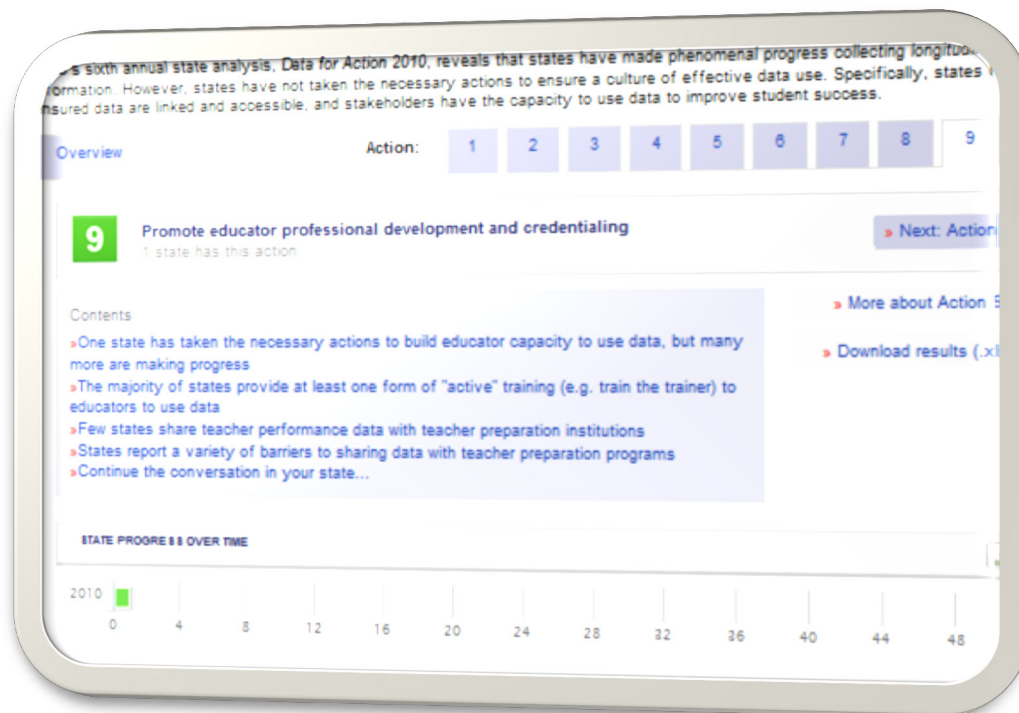 s sixth annual state analysis, Data for Action 2010, reveals that states have made phenomenal progress collecting
However, states have not taken the necessary actions to ensure a culture of effective data use. Specifically, states
data are linked and accessible, and stakeholders have the capacity to use data to improve student success.
Overview Action: 1 2 3 4 5 6 7 8 9
9 Promote educator professional development and credentialing » Next: Action
1 state has this action
» More about Action
Contents
»One state has taken the necessary actions to build educator capacity to use data, but many
more are making progress
» Download results
»The majority of states provide at least one form of "active" training (e.g. train the trainer) to
educators to use data
»Few states share teacher performance data with teacher preparation institutions
»States report a variety of barriers to sharing data with teacher preparation programs
»Continue the conversation in your state...
STATE PROGRESS OVER TIME
2010
0 4 8 12 16 20 24 28 32 36 40 44 48